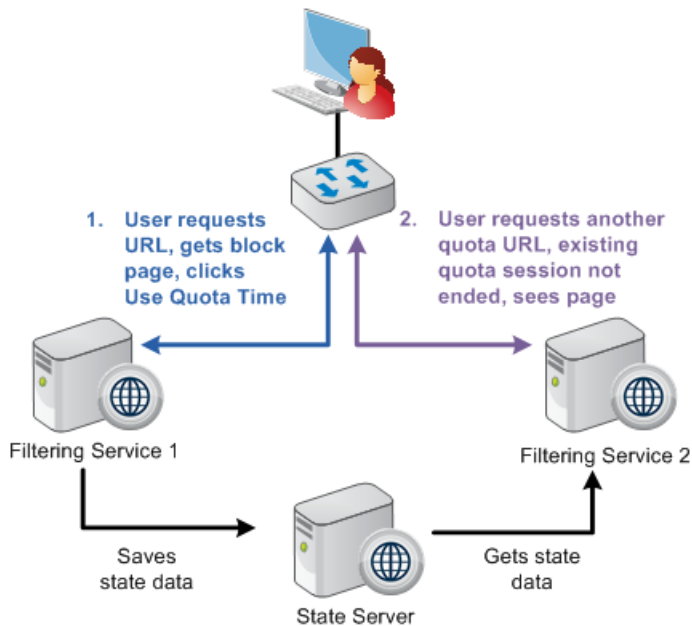 1. User requests
URL, gets block
page, clicks
Use Quota Time
2. User requests another
quota URL, existing
quota session not
ended, sees page
Filtering Service 1
Filtering Service 2
Saves
state data
Gets state
data
State Server